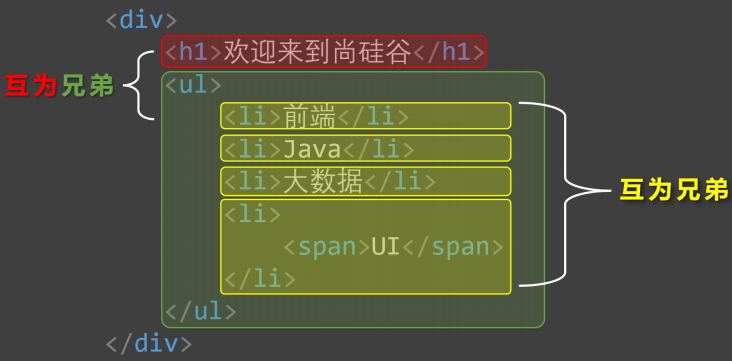 <div>
<h1>欢迎来到尚硅谷</h1>
互为兄弟
<ul>
<li>前端</li>
<li>Java</li>
<li>大数据</li>
互为兄弟
<li>
<span>UI</span>
</li>
</ul>
</div>